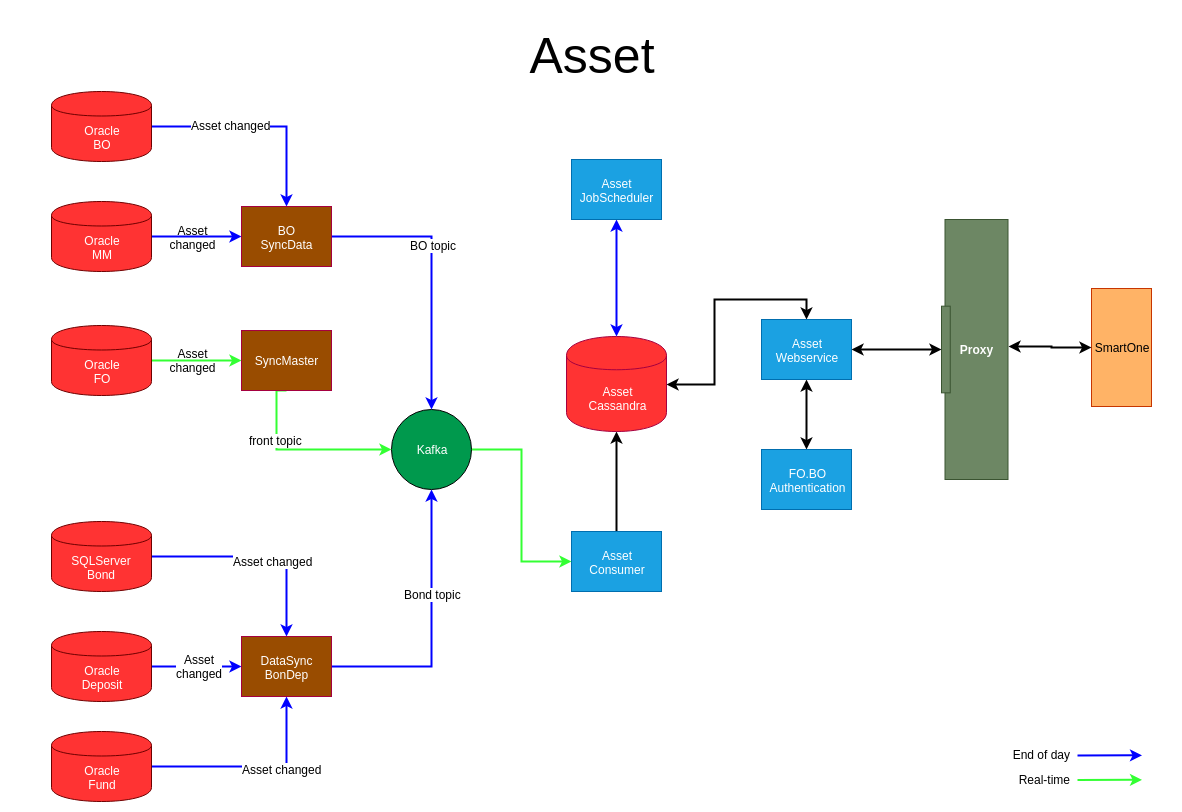 Asset
Oracle
BO
Asset changed
Oracle
MM
Asset
changed
BO
SyncData
BO topic
Asset
JobScheduler
Oracle
FO
Asset
changed
SyncMaster
front topic
Kafka
Asset
Cassandra
Asset
Webservice
FO.BO
Authentication
Proxy
SmartOne
SQLServer
Bond
Asset changed
Asset
Consumer
Bond topic
Oracle
Deposit
Asset
changed
DataSync
BonDep
Oracle
Fund
Asset changed
End of day
Real-time